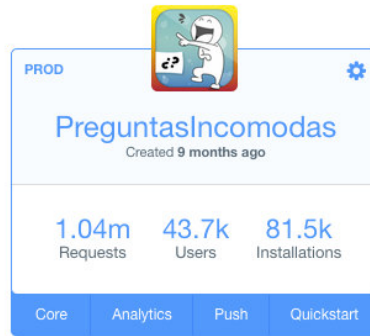 ¿?
¿?
PROD
PreguntasIncomodas
Created 9 months ago
1.04m 43.7k 81.5k
Requests Users Installations
Core Analytics Push Quickstart